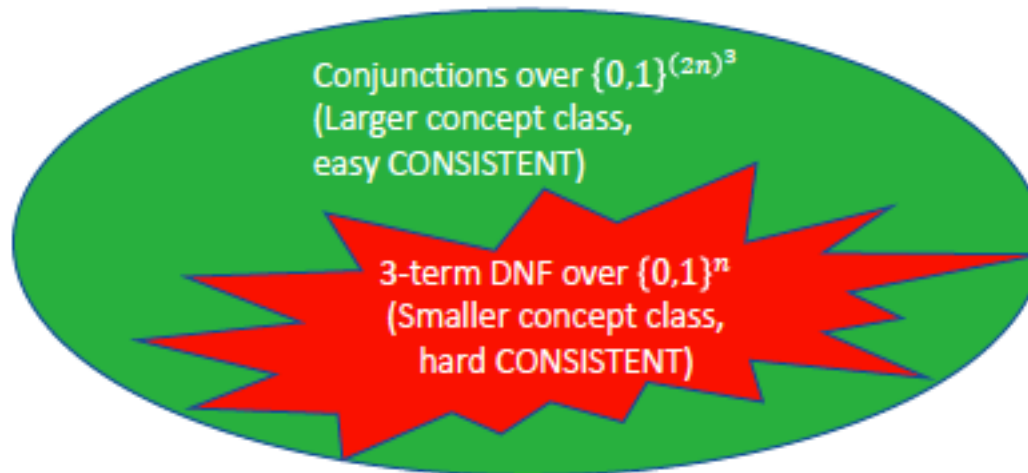 Conjunctions over {0,1}^{(2n)^3}
(Larger concept class,
easy CONSISTENT)
3-term DNF over {0,1}^n
(Smaller concept class,
hard CONSISTENT)